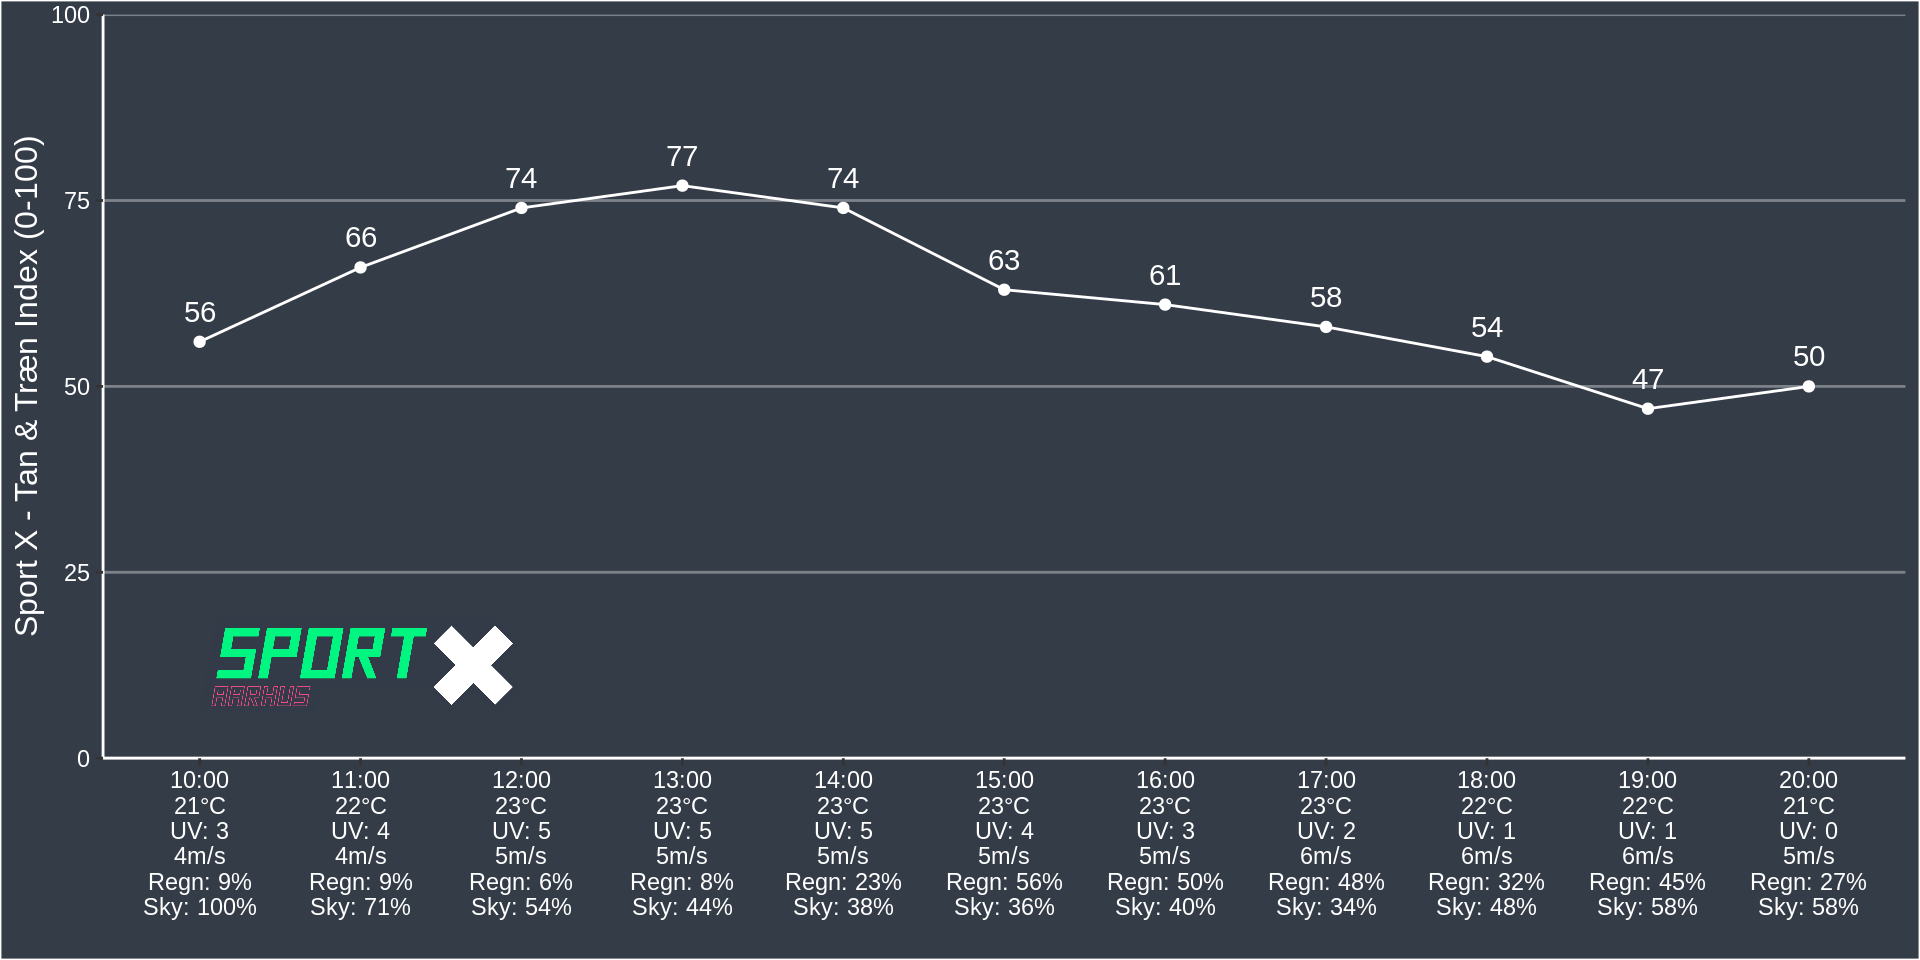 Sport X - Tan & Træn Index (0-100)
100
75
50
25
0
56
66
74
77
74
63
61
58
54
47
50
SPORT X
AARHUS
10:00 11:00 12:00 13:00 14:00 15:00 16:00 17:00 18:00 19:00 20:00
21°C 22°C 23°C 23°C 23°C 23°C 23°C 23°C 22°C 22°C 21°C
UV: 3 UV: 4 UV: 5 UV: 5 UV: 5 UV: 4 UV: 3 UV: 2 UV: 1 UV: 1 UV: 0
4m/s 4m/s 5m/s 5m/s 5m/s 5m/s 5m/s 6m/s 6m/s 6m/s 5m/s
Regn: 9% Regn: 9% Regn: 6% Regn: 8% Regn: 23% Regn: 56% Regn: 50% Regn: 48% Regn: 32% Regn: 45% Regn: 27%
Sky: 100% Sky: 71% Sky: 54% Sky: 44% Sky: 38% Sky: 36% Sky: 40% Sky: 34% Sky: 48% Sky: 58% Sky: 58%